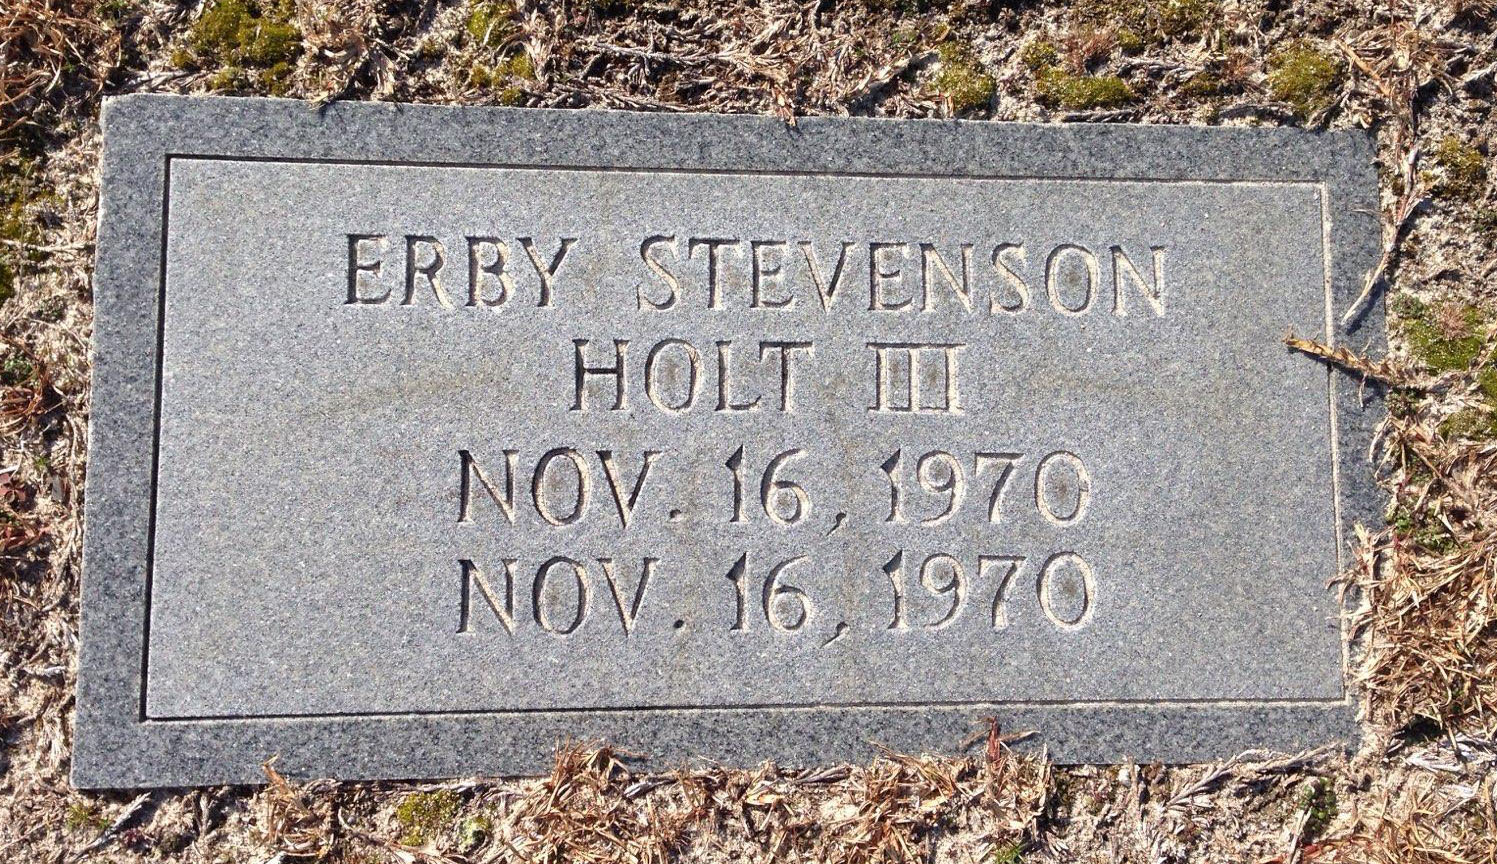 ERBY STEVENSON
HOLT III
NOV. 16, 1970
NOV. 16, 1970